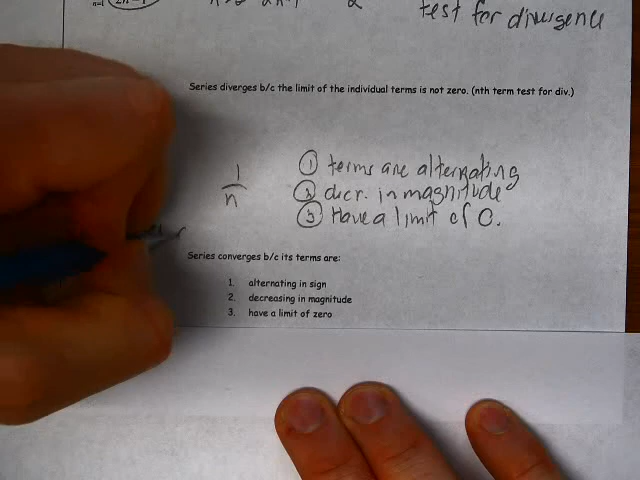 n=1
test for divergence
Series diverges b/c the limit of the individual terms is not zero. (nth term test for div.)
1
n
① terms are alternating
② decr. in magnitude
③ Have a limit of 0.
Series converges b/c its terms are:
1. alternating in sign
2. decreasing in magnitude
3. have a limit of zero